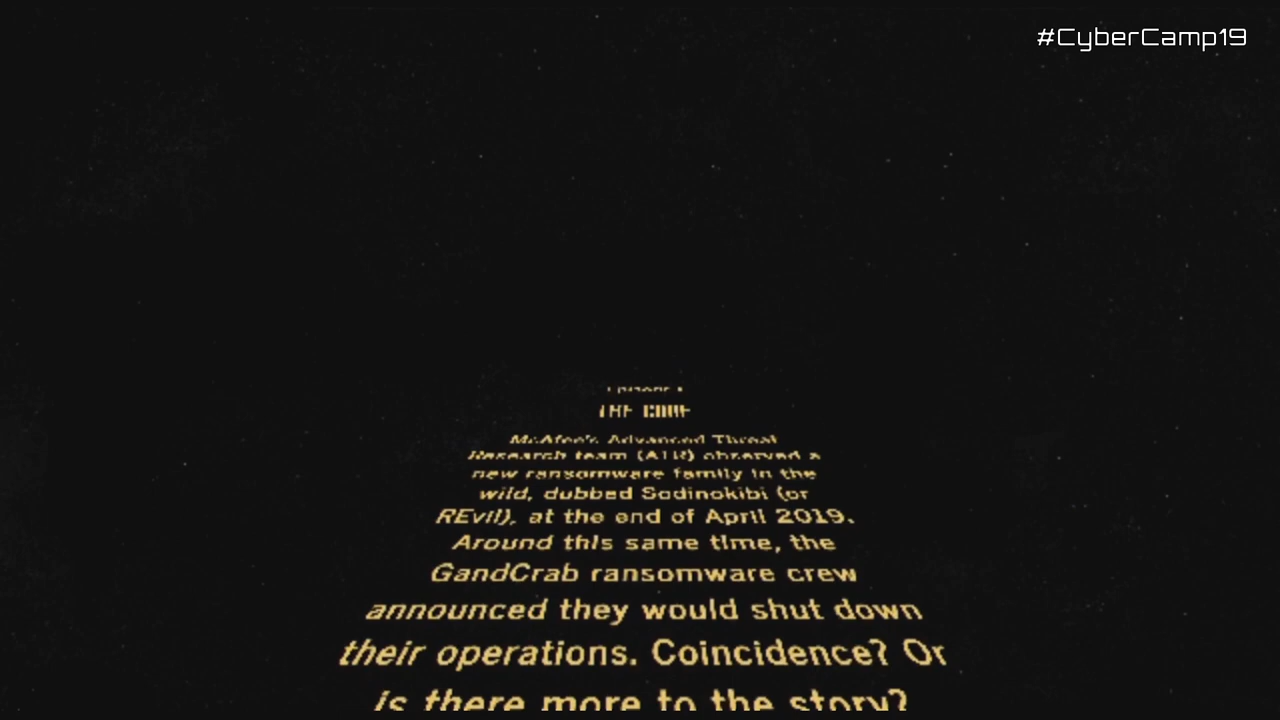 #CyberCamp19
THE CODE
McAfee's Advanced Threat
Research team (ATR) observed a
new ransomware family in the
wild, dubbed Sodinokibi (or
REvil), at the end of April 2019.
Around this same time, the
GandCrab ransomware crew
announced they would shut down
their operations. Coincidence? Or
is there more to the story?